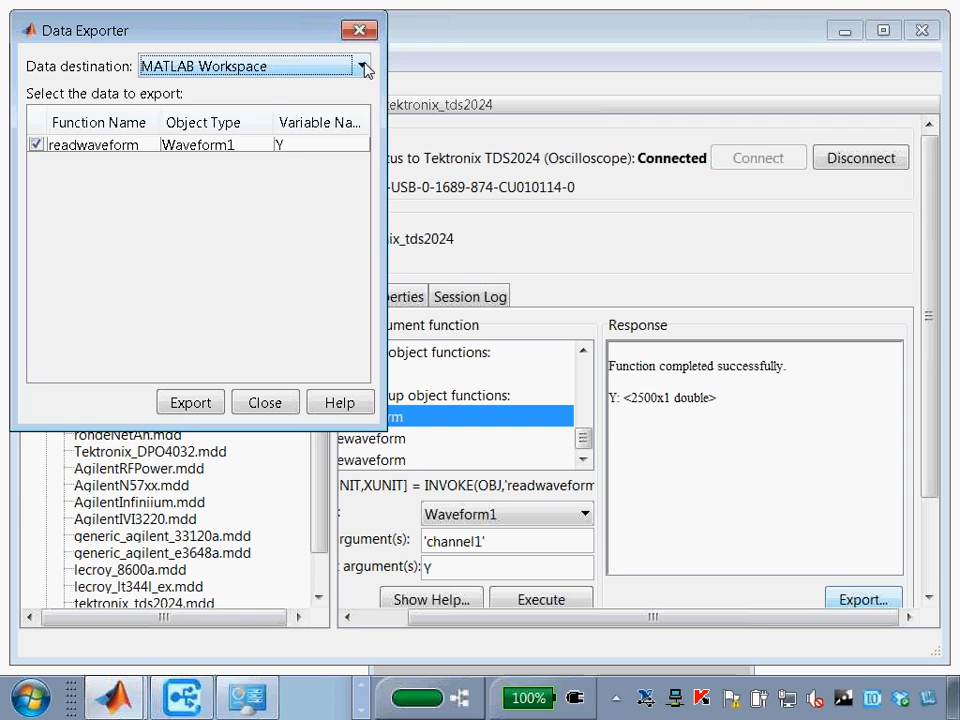 Data Exporter
Data destination: MATLAB Workspace
Select the data to export:
Function Name Object Type Variable Na...
readwaveform Waveform1 Y
Export Close Help
ektronix_tds2024
us to Tektronix TDS2024 (Oscilloscope): Connected Connect Disconnect
-USB-0-1689-874-CU010114-0
ix_tds2024
erties Session Log
ument function
object functions:
up object functions:
rm
ewaveform
ewaveform
NIT,XUNIT] = INVOKE(OBJ,'readwaveform
: Waveform1
rgument(s): 'channel1'
t argument(s): Y
Show Help... Execute
Response
Function completed successfully.
Y: <2500x1 double>
Export...
rondeNetAn.mdd
Tektronix_DPO4032.mdd
AgilentRFPower.mdd
AgilentN57xx.mdd
AgilentInfiniium.mdd
AgilentIVI3220.mdd
generic_agilent_33120a.mdd
generic_agilent_e3648a.mdd
lecroy_8600a.mdd
lecroy_lt344l_ex.mdd
tektronix_tds2024.mdd
100%